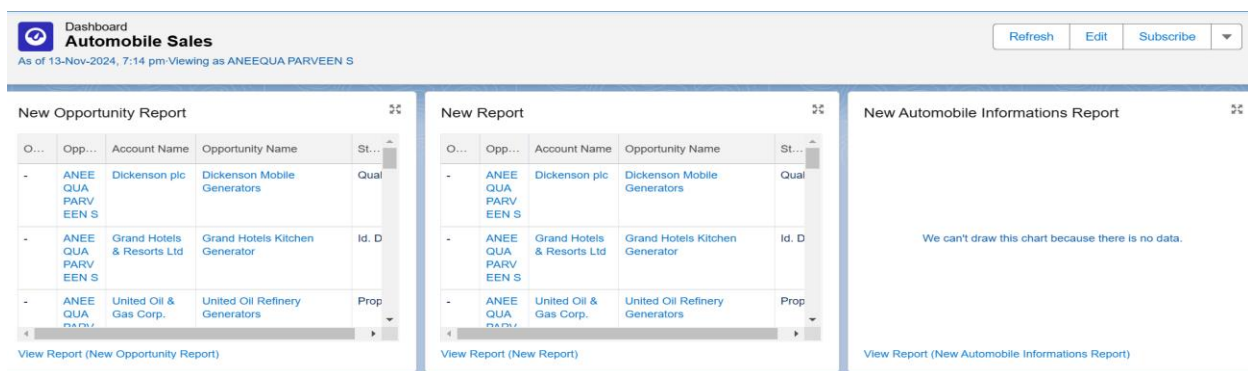 Dashboard
Automobile Sales
As of 13-Nov-2024, 7:14 pm·Viewing as ANEEQUA PARVEEN S
Refresh Edit Subscribe
New Opportunity Report
O... Opp... Account Name Opportunity Name St...
- ANEE Dickenson plc Dickenson Mobile Qual
QUA Generators
PARV
EEN S
- ANEE Grand Hotels Grand Hotels Kitchen Id. D
QUA & Resorts Ltd Generator
PARV
EEN S
- ANEE United Oil & United Oil Refinery Prop
QUA Gas Corp. Generators
PARV
View Report (New Opportunity Report)
New Report
O... Opp... Account Name Opportunity Name St...
- ANEE Dickenson plc Dickenson Mobile Qual
QUA Generators
PARV
EEN S
- ANEE Grand Hotels Grand Hotels Kitchen Id. D
QUA & Resorts Ltd Generator
PARV
EEN S
- ANEE United Oil & United Oil Refinery Prop
QUA Gas Corp. Generators
PARV
View Report (New Report)
New Automobile Informations Report
We can't draw this chart because there is no data.
View Report (New Automobile Informations Report)